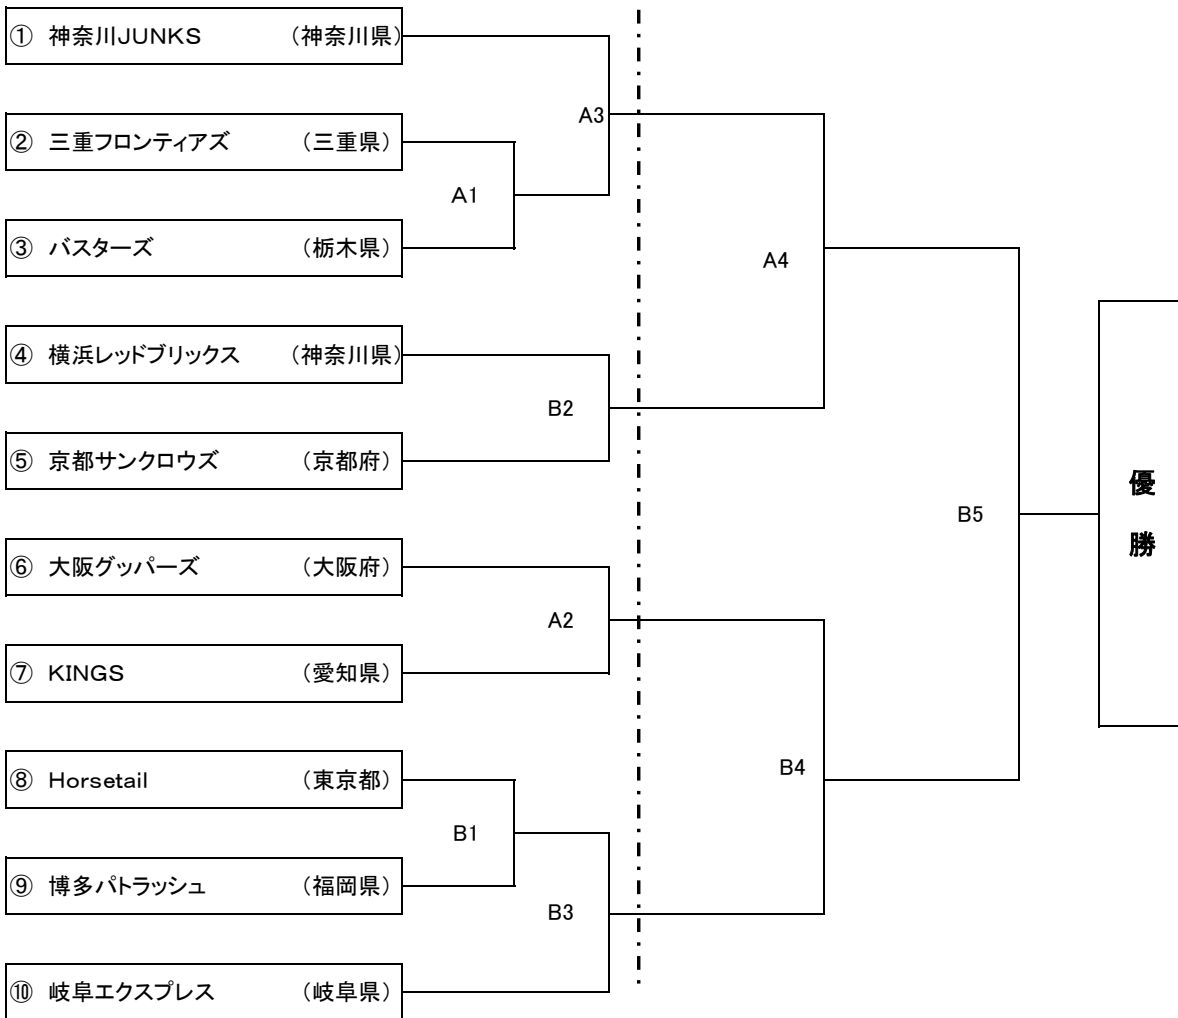 ① 神奈川JUNKS （神奈川県）
A3
② 三重フロンティアズ （三重県）
A1
③ バスターズ （栃木県）
A4
④ 横浜レッドブリックス （神奈川県）
B2
⑤ 京都サンクロウズ （京都府）
B5
優
勝
⑥ 大阪グッパーズ （大阪府）
A2
⑦ KINGS （愛知県）
B4
⑧ Horsetail （東京都）
B1
⑨ 博多パトラッシュ （福岡県）
B3
⑩ 岐阜エクスプレス （岐阜県）